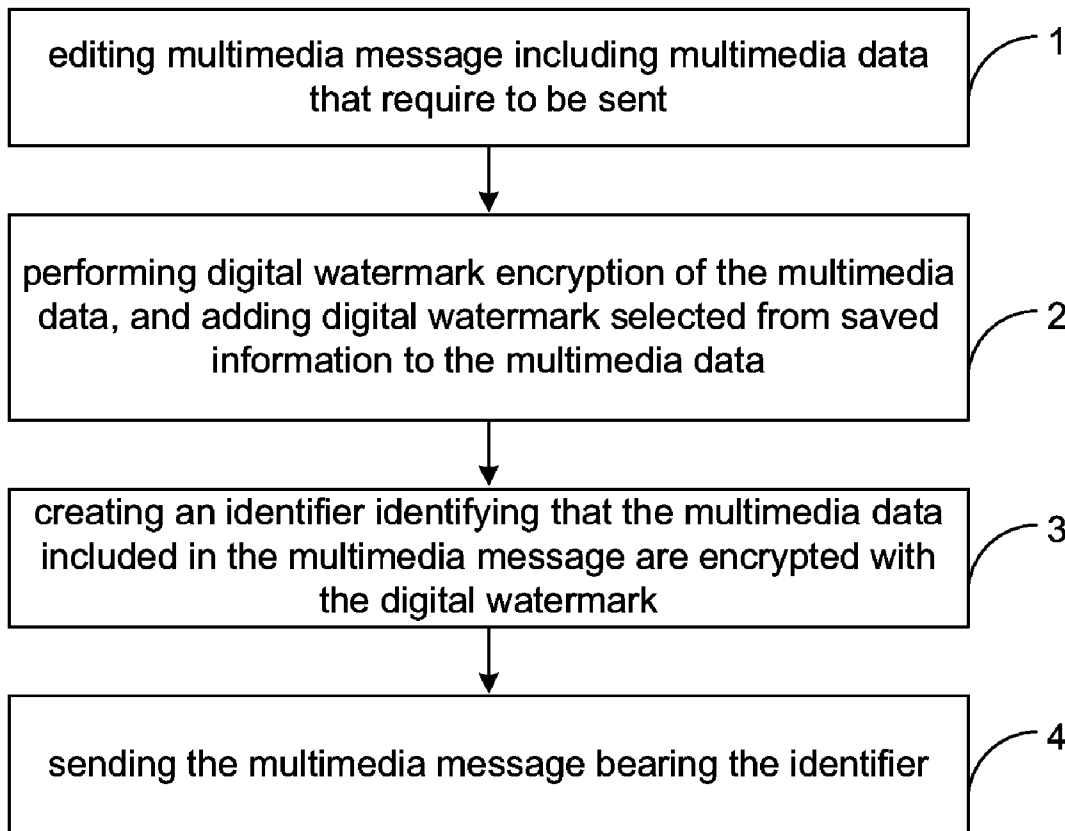 editing multimedia message including multimedia data
that require to be sent
1
performing digital watermark encryption of the multimedia
data, and adding digital watermark selected from saved
information to the multimedia data
2
creating an identifier identifying that the multimedia data
included in the multimedia message are encrypted with
the digital watermark
3
sending the multimedia message bearing the identifier
4